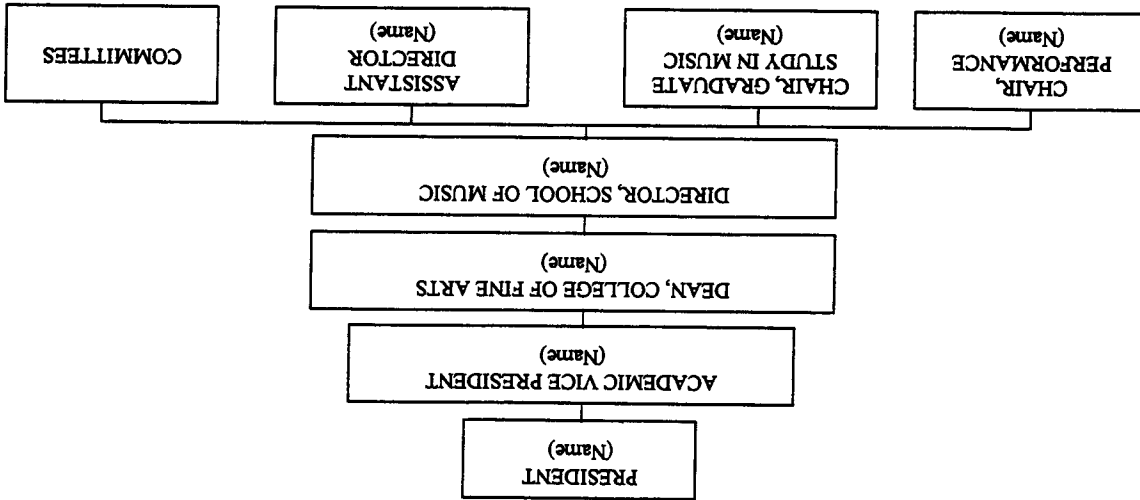 PRESIDENT
(Name)
ACADEMIC VICE PRESIDENT
(Name)
DEAN, COLLEGE OF FINE ARTS
(Name)
DIRECTOR, SCHOOL OF MUSIC
(Name)
CHAIR,
PERFORMANCE
(Name)
CHAIR, GRADUATE
STUDY IN MUSIC
(Name)
ASSISTANT
DIRECTOR
(Name)
COMMITTEES